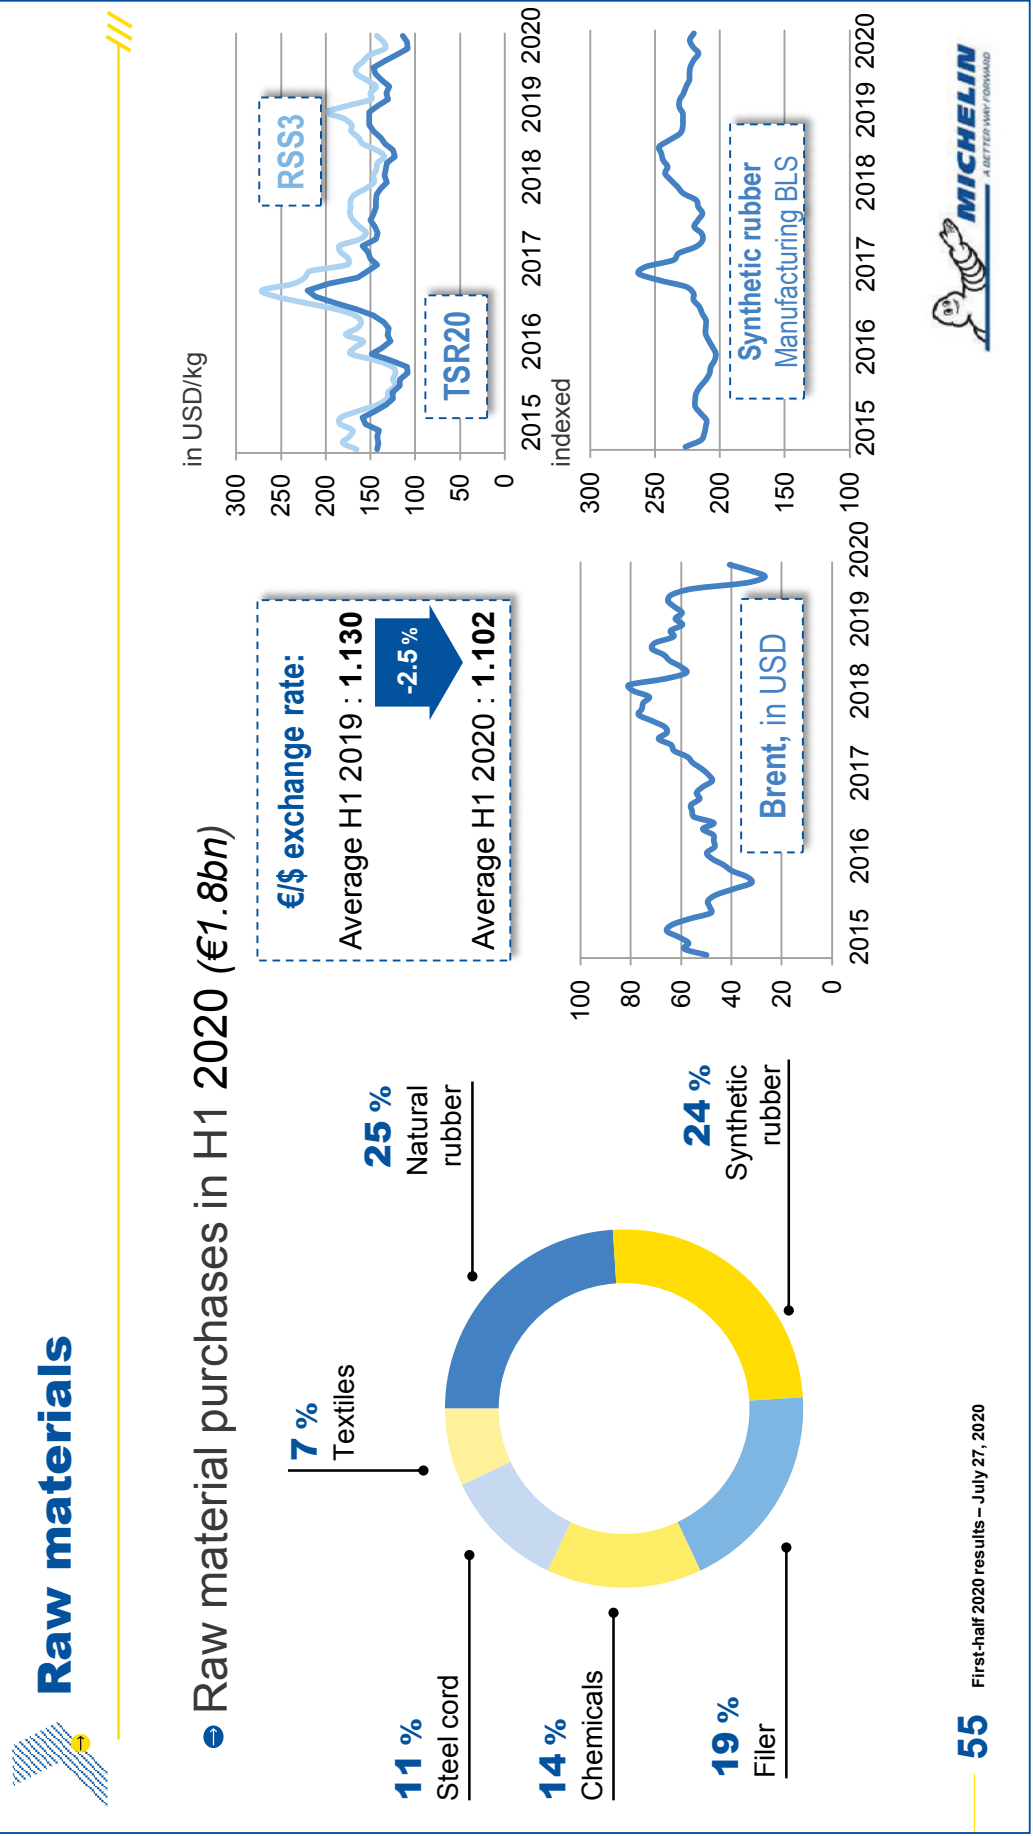 Raw materials
Raw material purchases in H1 2020 (€1.8bn)
7 %
Textiles
25 %
Natural
rubber
11 %
Steel cord
14 %
Chemicals
19 %
Filer
24 %
Synthetic
rubber
€/$ exchange rate:
Average H1 2019 : 1.130
-2.5 %
Average H1 2020 : 1.102
in USD/kg
300
250
200
150
100
50
0
RSS3
TSR20
2015 2016 2017 2018 2019 2020
100
80
60
40
20
0
Brent, in USD
2015 2016 2017 2018 2019 2020
indexed
300
250
200
150
100
Synthetic rubber
Manufacturing BLS
2015 2016 2017 2018 2019 2020
55 First-half 2020 results – July 27, 2020
MICHELIN
A BETTER WAY FORWARD